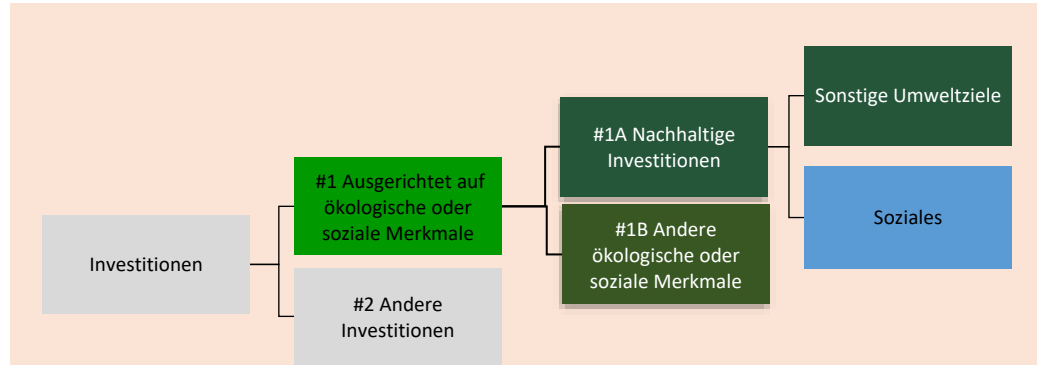 Investitionen
#1 Ausgerichtet auf
ökologische oder
soziale Merkmale
#2 Andere
Investitionen
#1A Nachhaltige
Investitionen
#1B Andere
ökologische oder
soziale Merkmale
Sonstige Umweltziele
Soziales